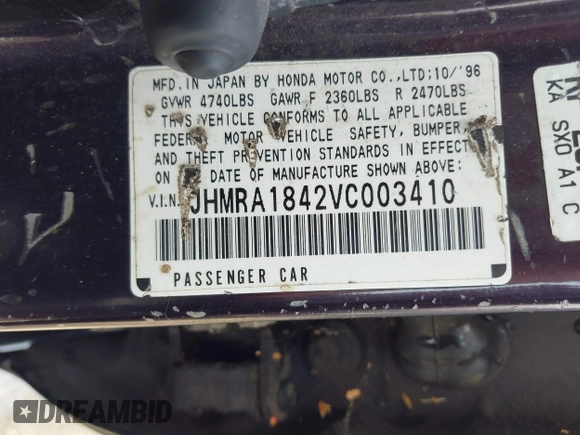 MFD. IN JAPAN BY HONDA MOTOR CO.,LTD;10/'96
GVWR 4740LBS GAWR F 2360LBS R 2470LBS
THIS VEHICLE CONFORMS TO ALL APPLICABLE
FEDERAL MOTOR VEHICLE SAFETY, BUMPER,
AND THEFT PREVENTION STANDARDS IN EFFECT
ON DATE OF MANUFACTURE SHOWN ABOVE:
V.I.N. JHMRA1842VC003410
PASSENGER CAR
KA SX0 A1 C
DREAMBID